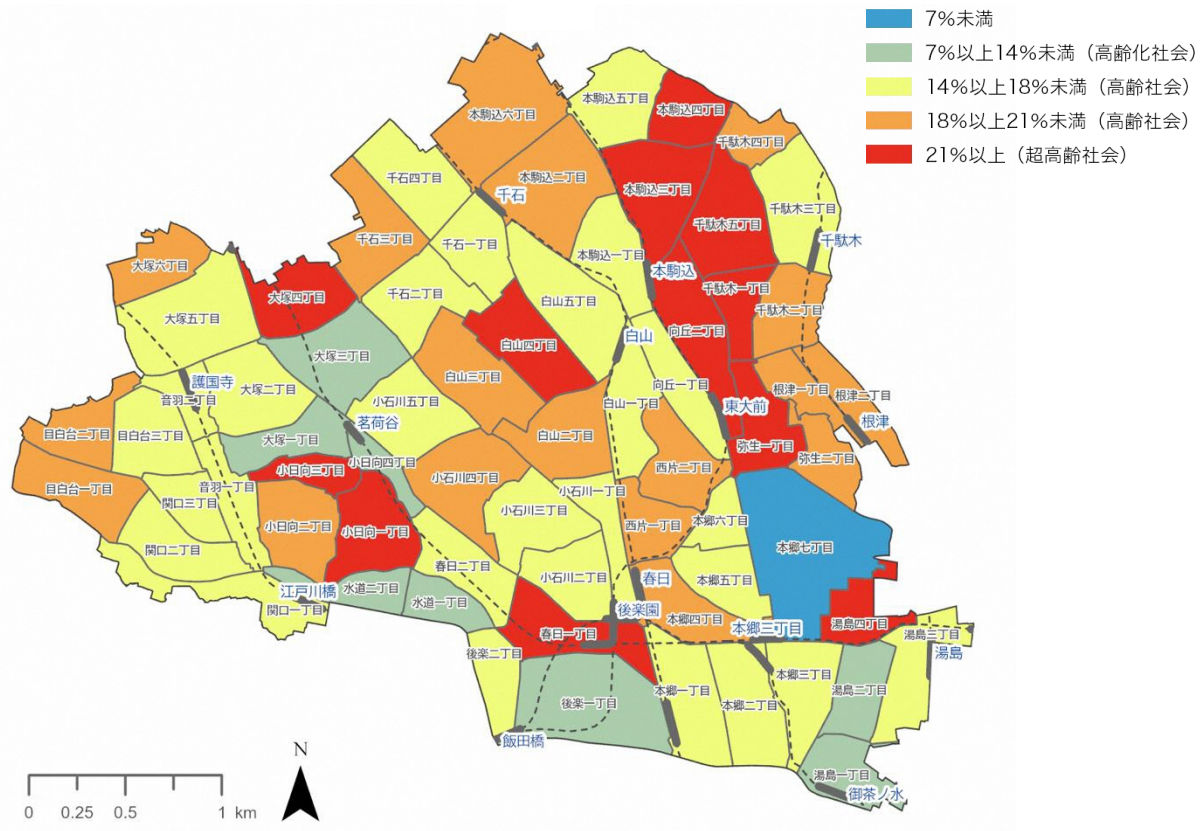 7%未満
7%以上14%未満（高齢化社会）
14%以上18%未満（高齢社会）
18%以上21%未満（高齢社会）
21%以上（超高齢社会）
本駒込六丁目
本駒込五丁目
本駒込四丁目
千駄木四丁目
千石四丁目
本駒込二丁目
千石
本駒込三丁目
千駄木三丁目
千駄木五丁目
千石三丁目
千石一丁目
千駄木
本駒込一丁目
大塚六丁目
本駒込
千駄木一丁目
大塚四丁目
千石二丁目
白山五丁目
千駄木二丁目
大塚五丁目
向丘二丁目
白山
白山四丁目
大塚三丁目
白山三丁目
護国寺
大塚二丁目
向丘一丁目
根津一丁目
根津二丁目
音羽二丁目
小石川五丁目
白山一丁目
東大前
根津
茗荷谷
目白台二丁目
目白台三丁目
大塚一丁目
白山二丁目
弥生一丁目
弥生二丁目
小日向四丁目
小日向三丁目
西片二丁目
小石川四丁目
目白台一丁目
音羽一丁目
小石川一丁目
関口三丁目
小石川三丁目
本郷六丁目
小日向二丁目
小日向一丁目
西片一丁目
関口二丁目
本郷七丁目
春日二丁目
小石川二丁目
春日
本郷五丁目
江戸川橋
水道二丁目
水道一丁目
関口一丁目
後楽園
本郷四丁目
春日一丁目
本郷三丁目
湯島四丁目
湯島三丁目
後楽二丁目
湯島
本郷三丁目
本郷一丁目
湯島二丁目
後楽一丁目
本郷二丁目
飯田橋
湯島一丁目
御茶ノ水
N
0 0.25 0.5 1 km